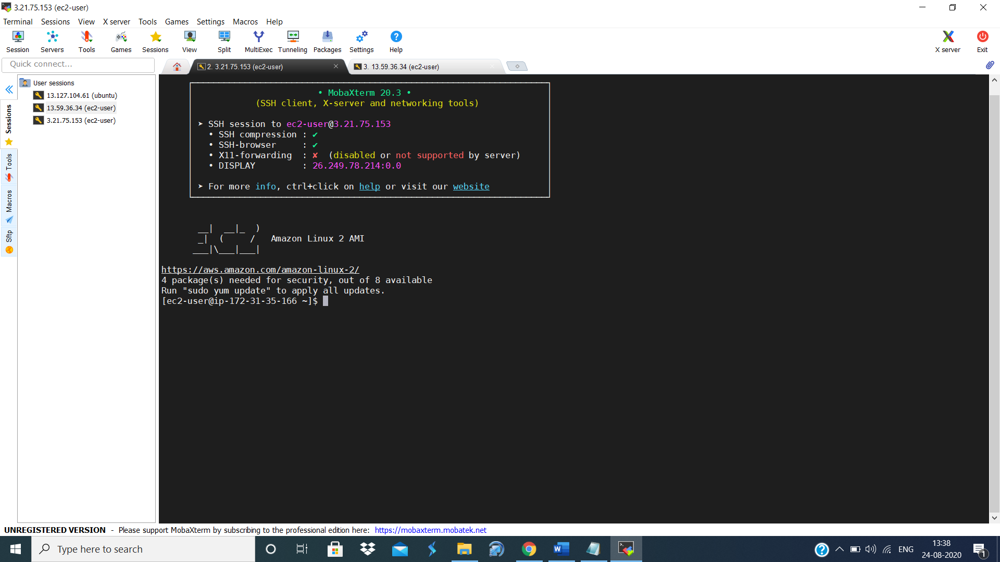 3.21.75.153 (ec2-user)
Terminal Sessions View X server Tools Games Settings Macros Help
Session Servers Tools Games Sessions View Split MultiExec Tunneling Packages Settings Help X server Exit
Quick connect...
2. 3.21.75.153 (ec2-user)
3. 13.59.36.34 (ec2-user)
User sessions
13.127.104.61 (ubuntu)
13.59.36.34 (ec2-user)
3.21.75.153 (ec2-user)
Sessions
Tools
Macros
Sftp
• MobaXterm 20.3 •
(SSH client, X-server and networking tools)
➤ SSH session to ec2-user@3.21.75.153
• SSH compression : ✔
• SSH-browser : ✔
• X11-forwarding : ✘ (disabled or not supported by server)
• DISPLAY : 26.249.78.214:0.0
➤ For more info, ctrl+click on help or visit our website
__| __|_ )
_| ( / Amazon Linux 2 AMI
___|\___|___|
https://aws.amazon.com/amazon-linux-2/
4 package(s) needed for security, out of 8 available
Run "sudo yum update" to apply all updates.
[ec2-user@ip-172-31-35-166 ~]$
UNREGISTERED VERSION - Please support MobaXterm by subscribing to the professional edition here: https://mobaxterm.mobatek.net
Type here to search
ENG
13:38
24-08-2020
1